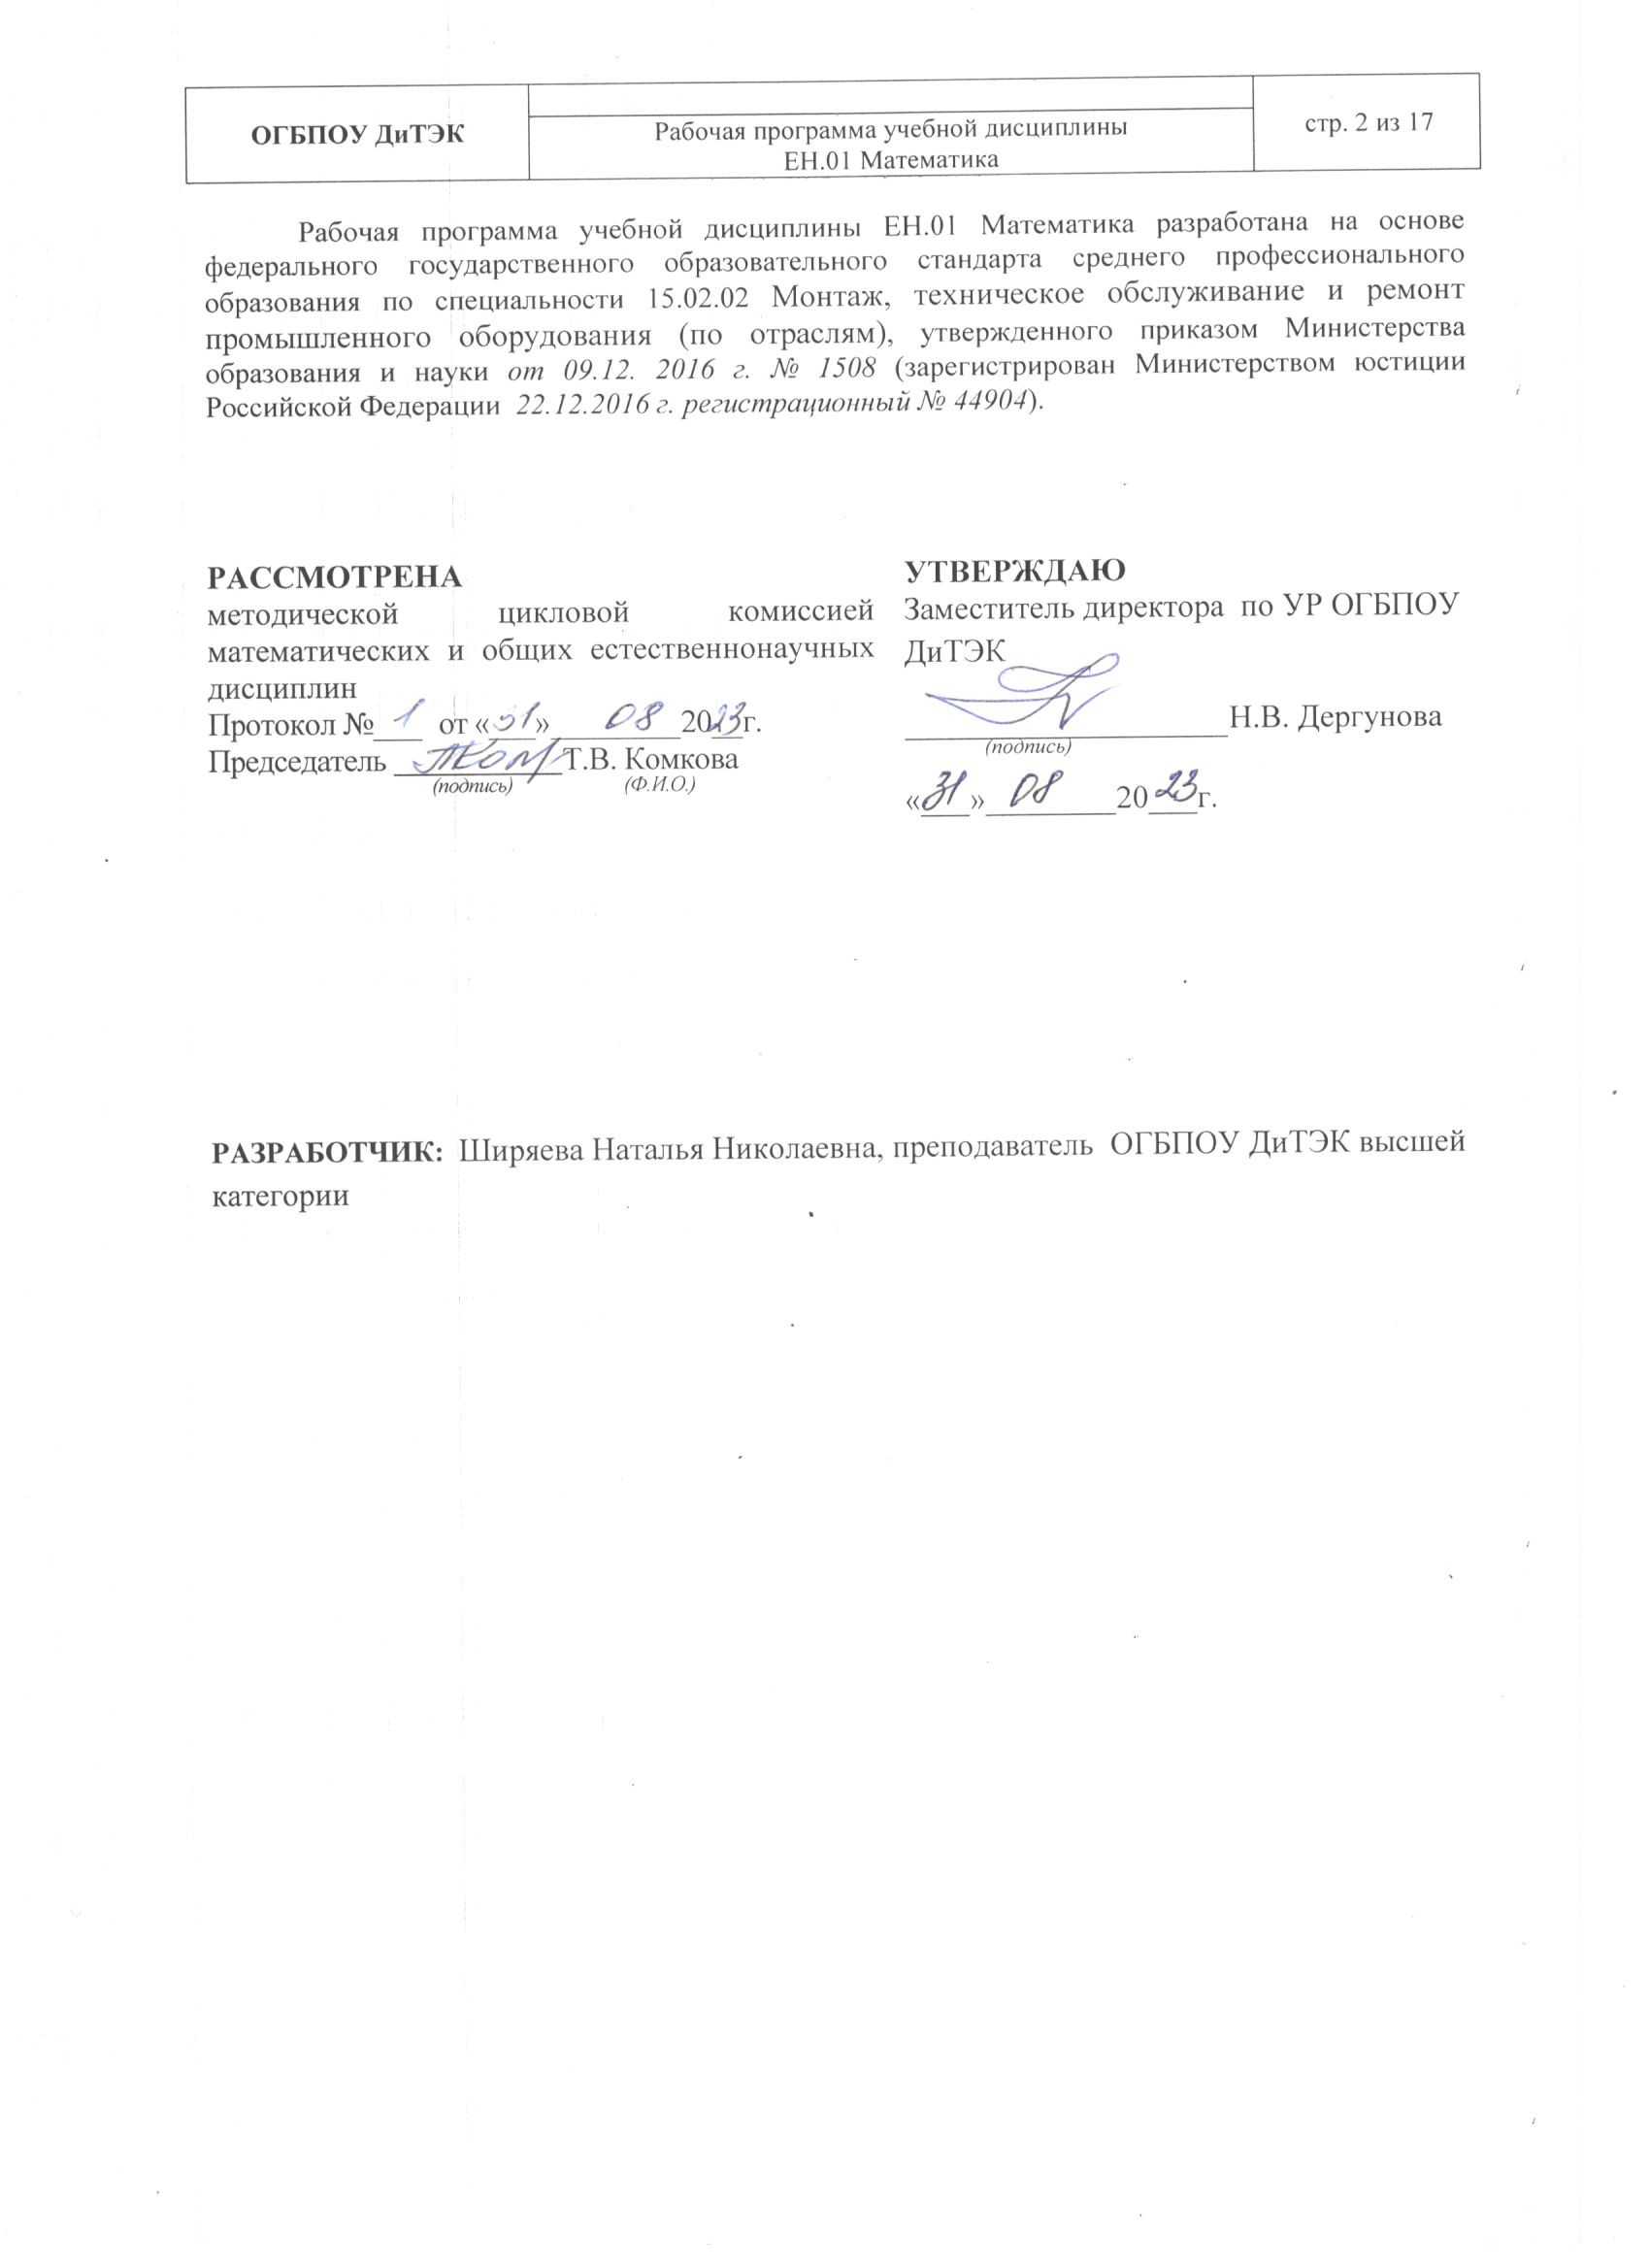 ОГБПОУ ДиТЭК
Рабочая программа учебной дисциплины
ЕН.01 Математика
стр. 2 из 17
Рабочая программа учебной дисциплины ЕН.01 Математика разработана на основе
федерального государственного образовательного стандарта среднего профессионального
образования по специальности 15.02.02 Монтаж, техническое обслуживание и ремонт
промышленного оборудования (по отраслям), утвержденного приказом Министерства
образования и науки от 09.12. 2016 г. № 1508 (зарегистрирован Министерством юстиции
Российской Федерации 22.12.2016 г. регистрационный № 44904).
РАССМОТРЕНА
методической цикловой комиссией
математических и общих естественнонаучных
дисциплин
Протокол № 1 от «31» 08 2023г.
Председатель Т.В. Комкова
(подпись) (Ф.И.О.)
УТВЕРЖДАЮ
Заместитель директора по УР ОГБПОУ
ДиТЭК
Н.В. Дергунова
(подпись)
«31» 08 2023г.
РАЗРАБОТЧИК: Ширяева Наталья Николаевна, преподаватель ОГБПОУ ДиТЭК высшей
категории